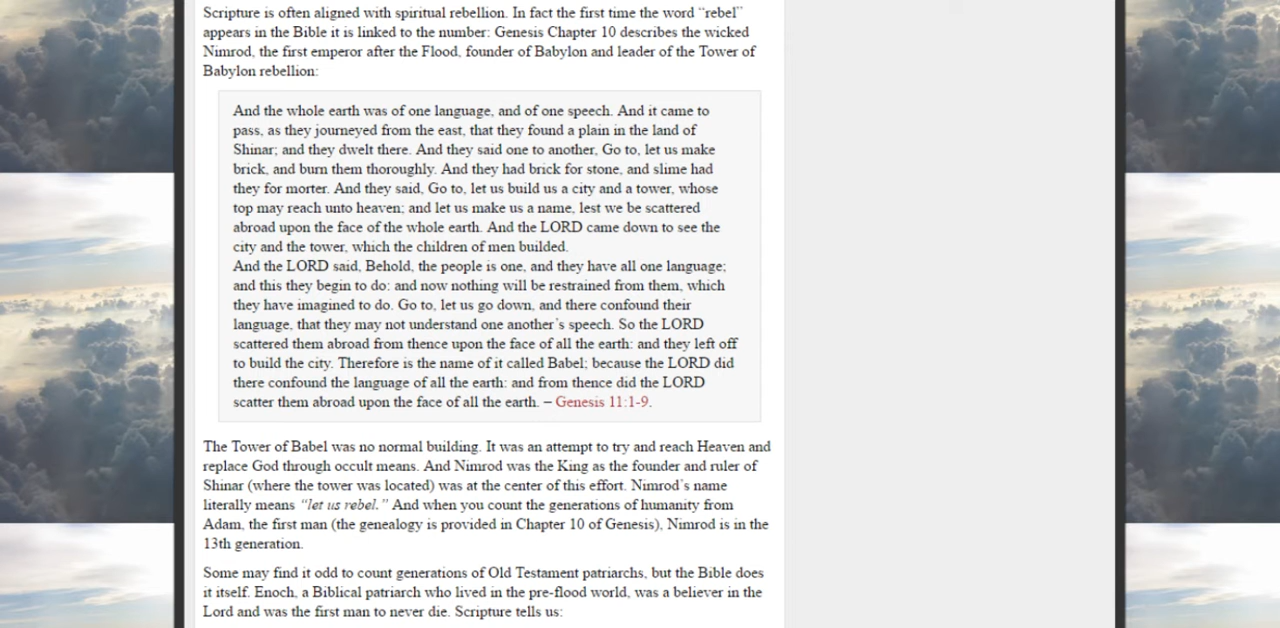 Scripture is often aligned with spiritual rebellion. In fact the first time the word "rebel"
appears in the Bible it is linked to the number: Genesis Chapter 10 describes the wicked
Nimrod, the first emperor after the Flood, founder of Babylon and leader of the Tower of
Babylon rebellion:
And the whole earth was of one language, and of one speech. And it came to
pass, as they journeyed from the east, that they found a plain in the land of
Shinar; and they dwelt there. And they said one to another, Go to, let us make
brick, and burn them thoroughly. And they had brick for stone, and slime had
they for morter. And they said, Go to, let us build us a city and a tower, whose
top may reach unto heaven; and let us make us a name, lest we be scattered
abroad upon the face of the whole earth. And the LORD came down to see the
city and the tower, which the children of men builded.
And the LORD said, Behold, the people is one, and they have all one language;
and this they begin to do: and now nothing will be restrained from them, which
they have imagined to do. Go to, let us go down, and there confound their
language, that they may not understand one another's speech. So the LORD
scattered them abroad from thence upon the face of all the earth: and they left off
to build the city. Therefore is the name of it called Babel; because the LORD did
there confound the language of all the earth: and from thence did the LORD
scatter them abroad upon the face of all the earth. – Genesis 11:1-9.
The Tower of Babel was no normal building. It was an attempt to try and reach Heaven and
replace God through occult means. And Nimrod was the King as the founder and ruler of
Shinar (where the tower was located) was at the center of this effort. Nimrod's name
literally means "let us rebel." And when you count the generations of humanity from
Adam, the first man (the genealogy is provided in Chapter 10 of Genesis), Nimrod is in the
13th generation.
Some may find it odd to count generations of Old Testament patriarchs, but the Bible does
it itself. Enoch, a Biblical patriarch who lived in the pre-flood world, was a believer in the
Lord and was the first man to never die. Scripture tells us: